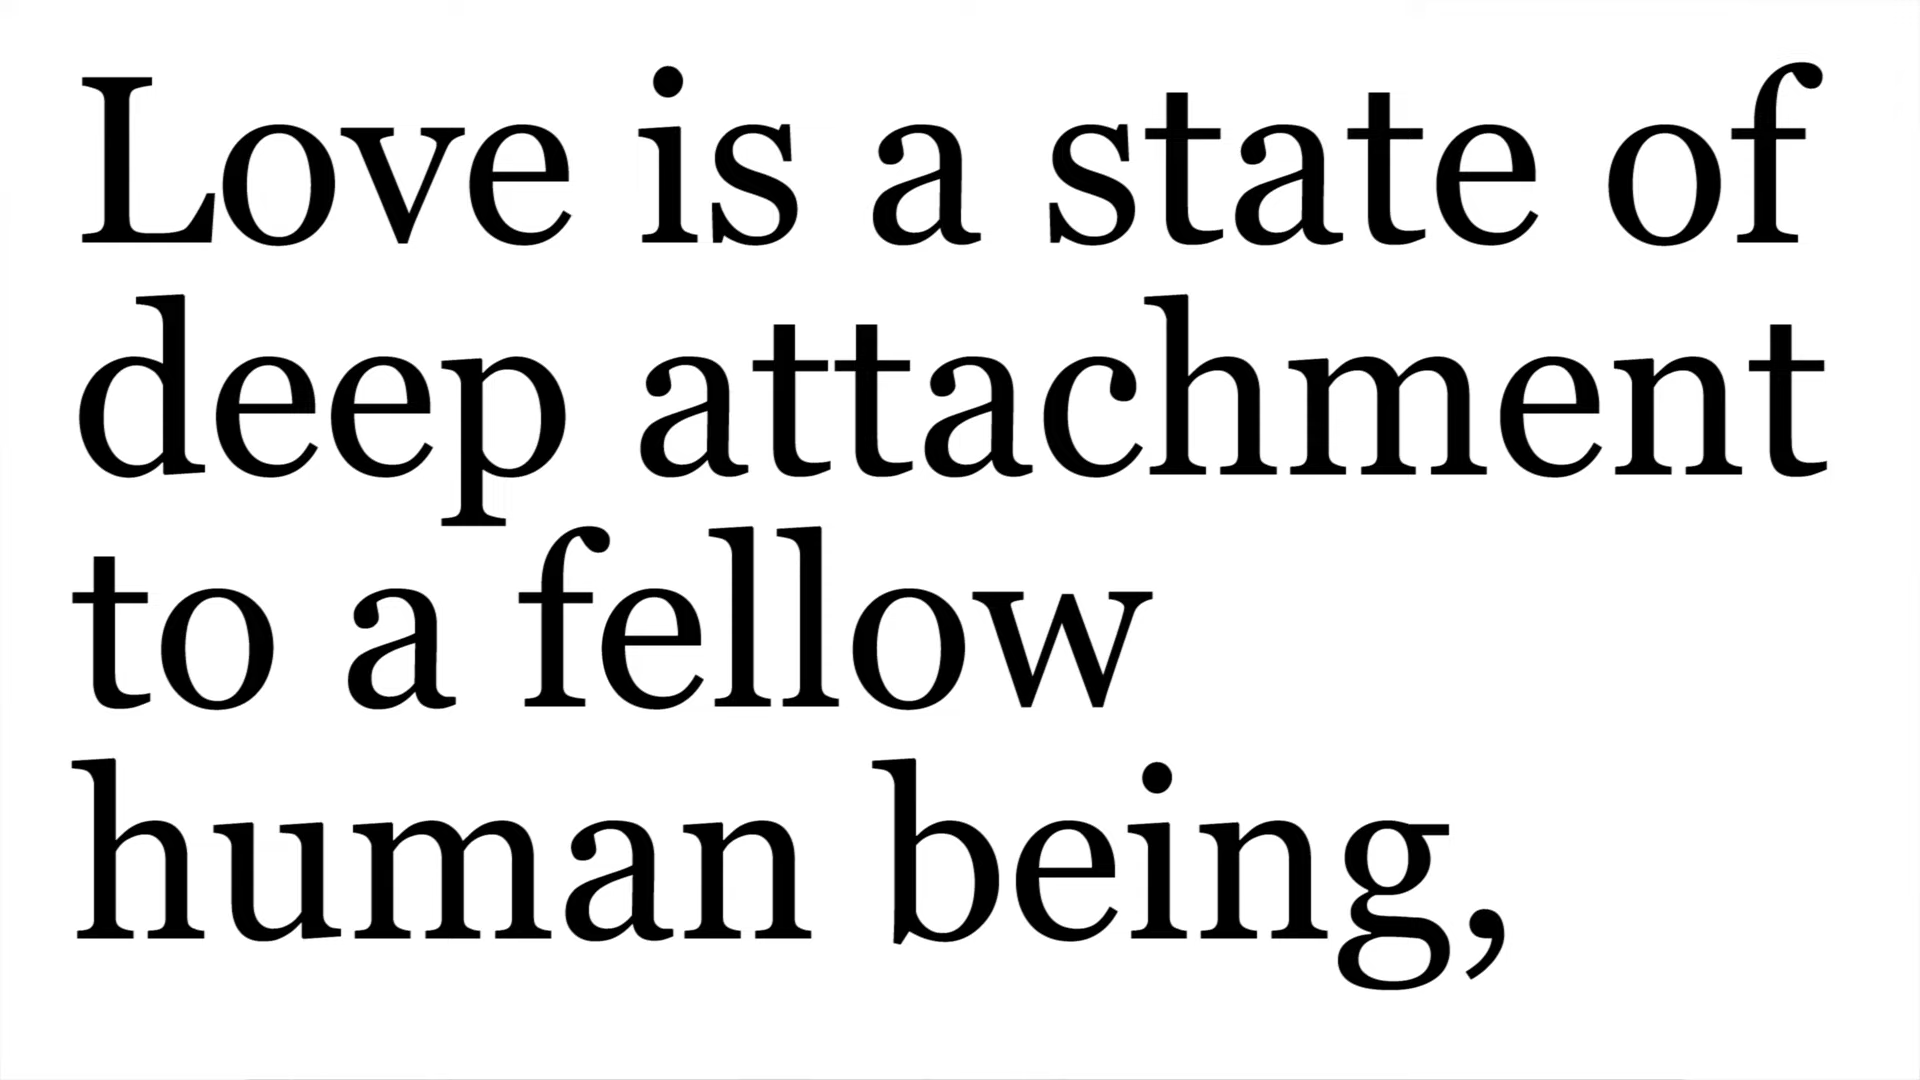 Love is a state of
deep attachment
to a fellow
human being,